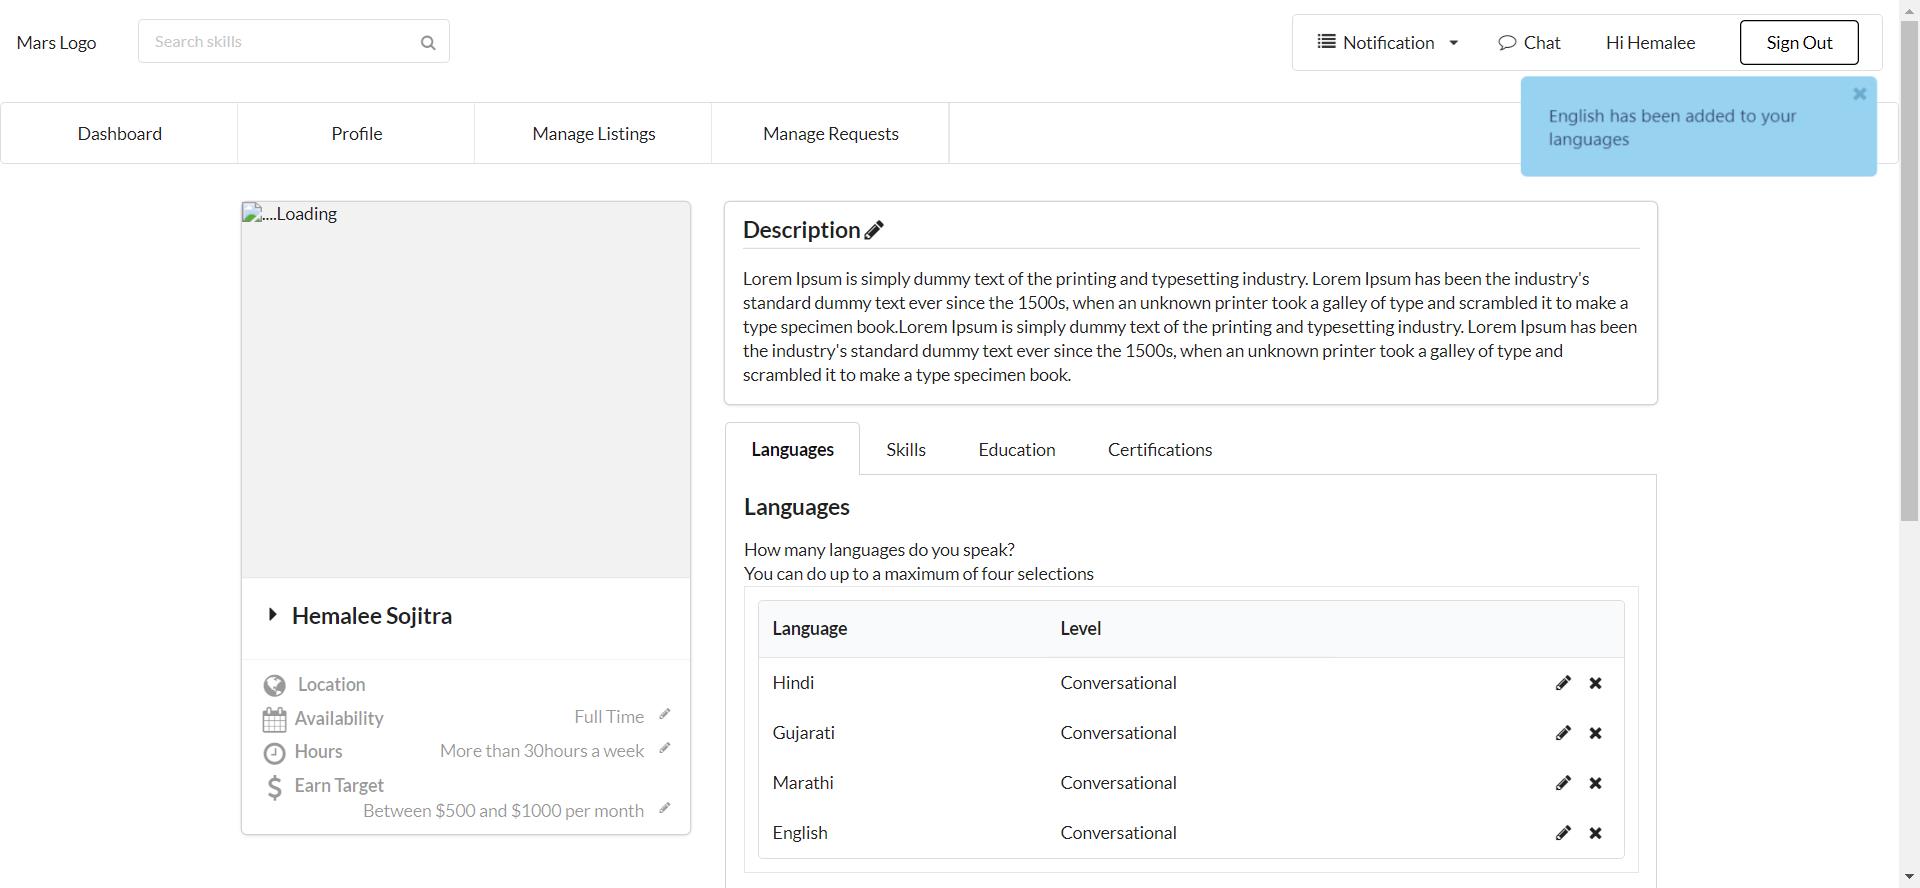 Mars Logo
Search skills
Notification
Chat
Hi Hemalee
Sign Out
English has been added to your
languages
Dashboard
Profile
Manage Listings
Manage Requests
....Loading
Hemalee Sojitra
Location
Availability
Full Time
Hours
More than 30hours a week
Earn Target
Between $500 and $1000 per month
Description
Lorem Ipsum is simply dummy text of the printing and typesetting industry. Lorem Ipsum has been the industry's
standard dummy text ever since the 1500s, when an unknown printer took a galley of type and scrambled it to make a
type specimen book.Lorem Ipsum is simply dummy text of the printing and typesetting industry. Lorem Ipsum has been
the industry's standard dummy text ever since the 1500s, when an unknown printer took a galley of type and
scrambled it to make a type specimen book.
Languages
Skills
Education
Certifications
Languages
How many languages do you speak?
You can do up to a maximum of four selections
Language Level
Hindi Conversational
Gujarati Conversational
Marathi Conversational
English Conversational